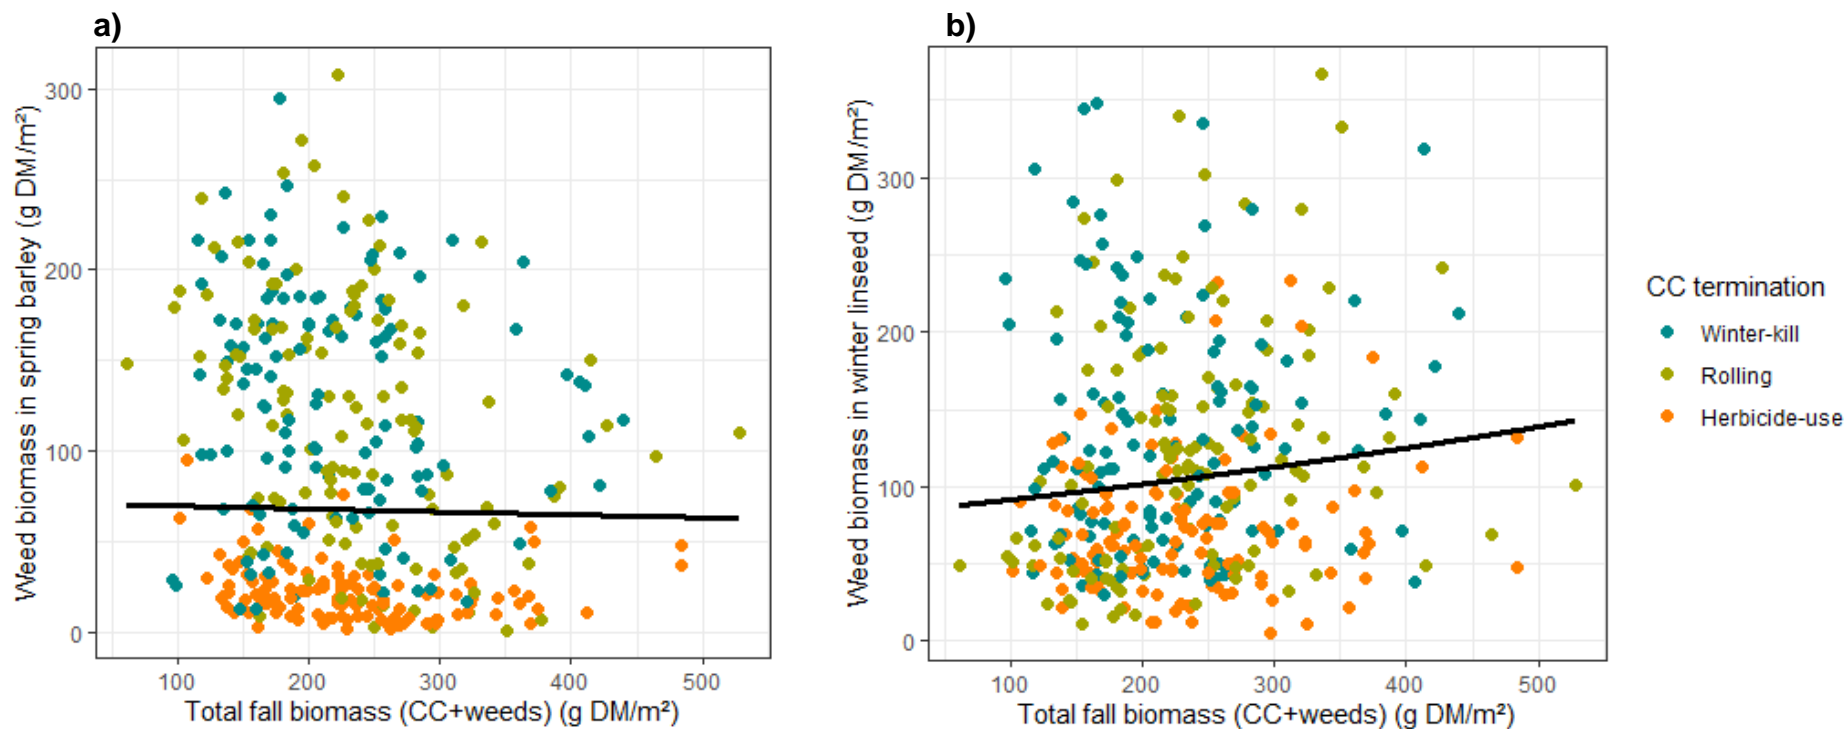 a)
Weed biomass in spring barley (g DM/m²)
300
200
100
0
100 200 300 400 500
Total fall biomass (CC+weeds) (g DM/m²)
b)
Weed biomass in winter linseed (g DM/m²)
300
200
100
0
100 200 300 400 500
Total fall biomass (CC+weeds) (g DM/m²)
CC termination
Winter-kill
Rolling
Herbicide-use